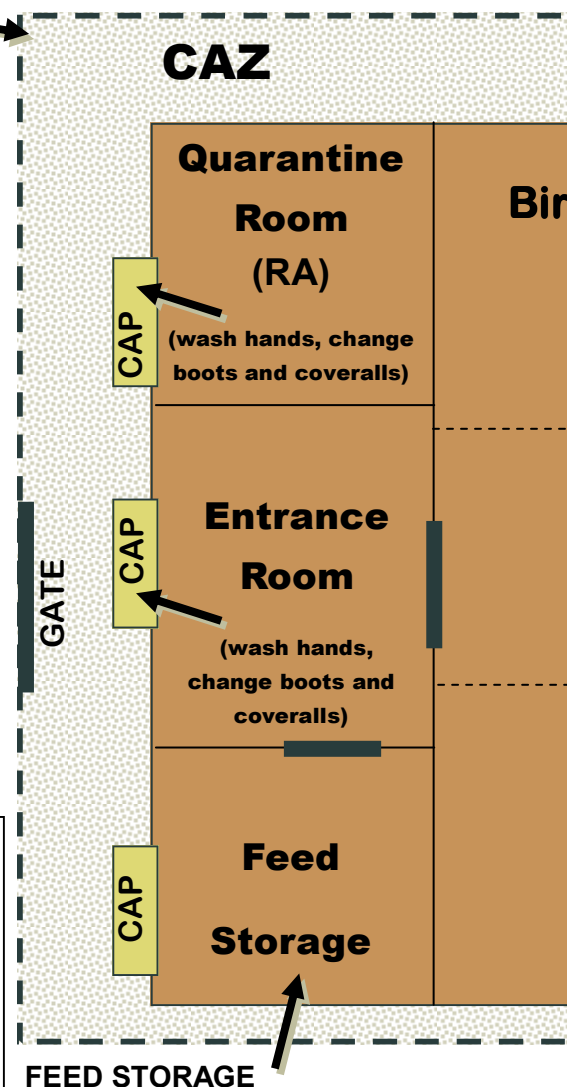 CAZ
Quarantine
Room
(RA)
Bir
CAP
(wash hands, change
boots and coveralls)
Entrance
Room
CAP
GATE
(wash hands,
change boots and
coveralls)
Feed
Storage
CAP
FEED STORAGE